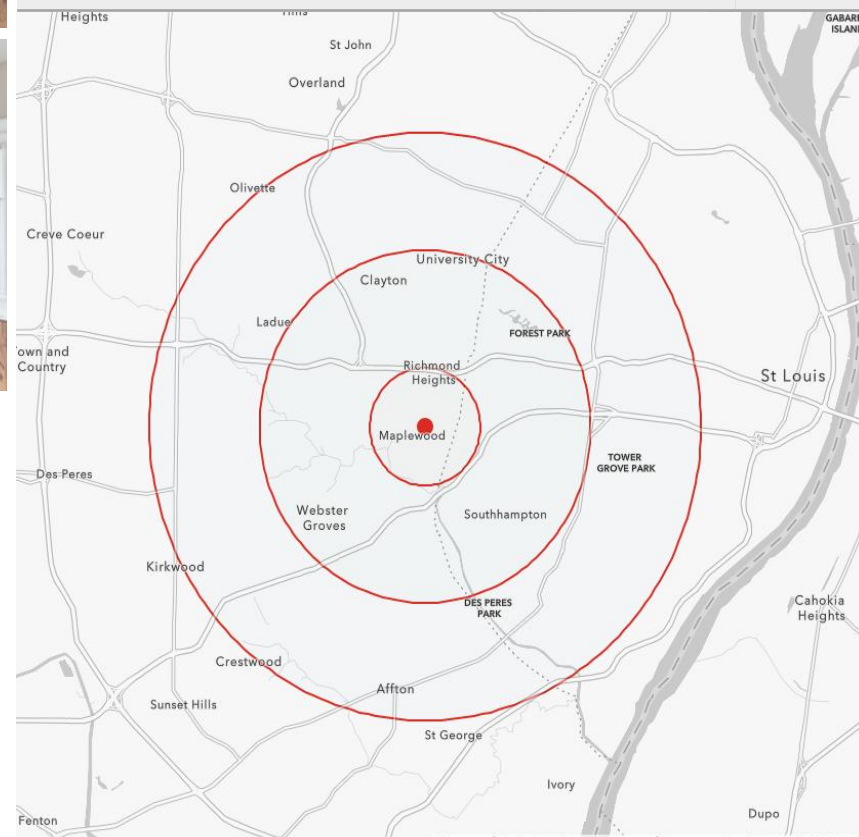 Heights
St John
GABARE
ISLAND
Overland
Olivette
Creve Coeur
University City
Clayton
Ladue
FOREST PARK
own and
Country
Richmond
Heights
St Louis
Maplewood
TOWER
GROVE PARK
Des Peres
Webster
Groves
Southhampton
Kirkwood
DES PERES
PARK
Cahokia
Heights
Crestwood
Affton
Sunset Hills
St George
Ivory
Dupo
Fenton